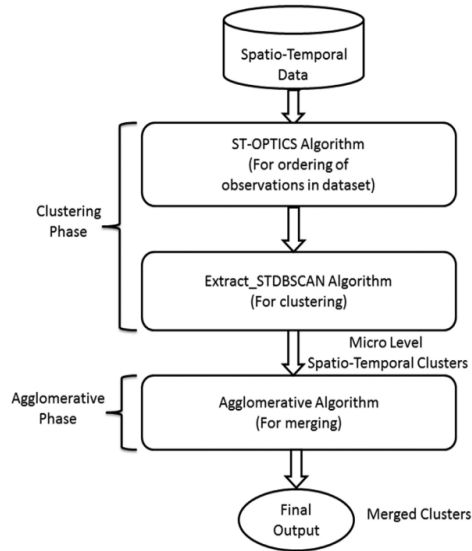 Spatio-Temporal
Data
ST-OPTICS Algorithm
(For ordering of
observations in dataset)
Clustering
Phase
Extract_STDBSCAN Algorithm
(For clustering)
Micro Level
Spatio-Temporal Clusters
Agglomerative
Phase
Agglomerative Algorithm
(For merging)
Final
Output
Merged Clusters